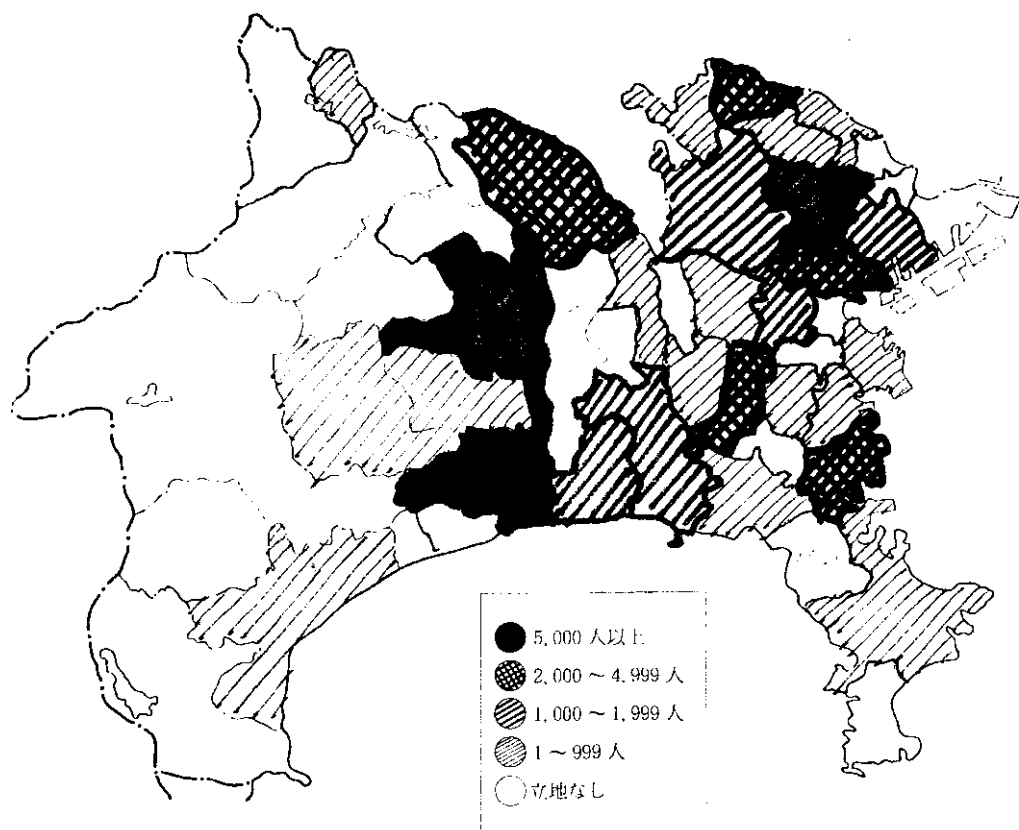 5,000 人以上
2,000 ～ 4,999 人
1,000 ～ 1,999 人
1 ～ 999 人
立地なし